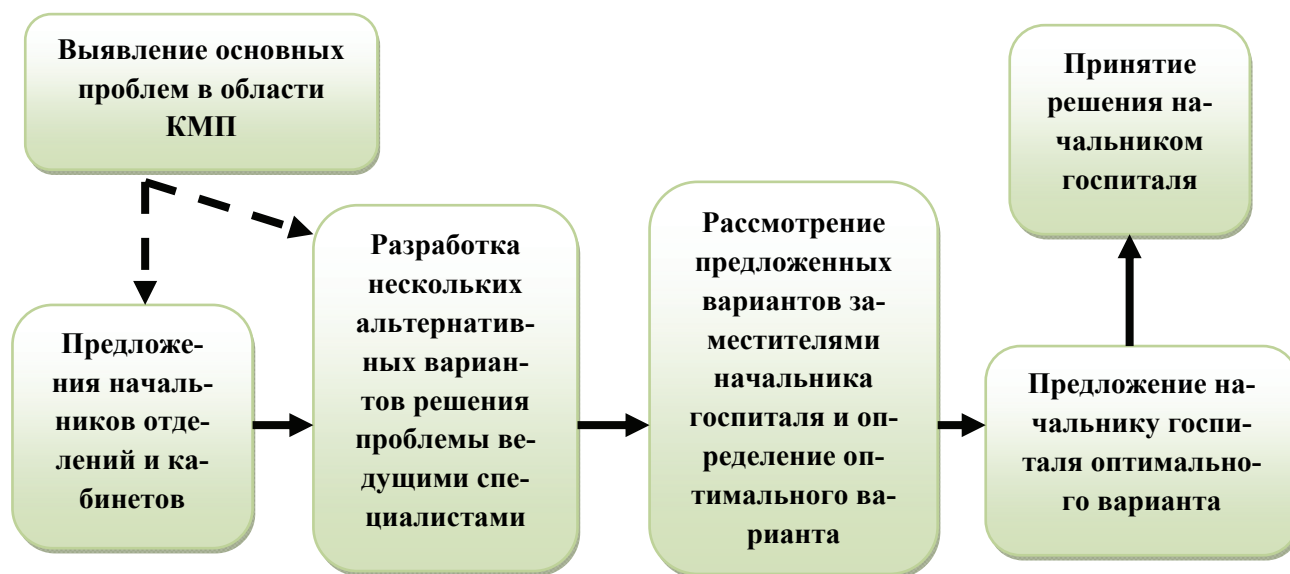 Выявление основных
проблем в области
КМП
Предложе-
ния началь-
ников отде-
лений и ка-
бинетов
Разработка
нескольких
альтернатив-
ных вариан-
тов решения
проблемы ве-
дущими спе-
циалистами
Рассмотрение
предложенных
вариантов за-
местителями
начальника
госпиталя и оп-
ределение оп-
тимального ва-
рианта
Предложение на-
чальнику госпи-
таля оптимально-
го варианта
Принятие
решения на-
чальником
госпиталя